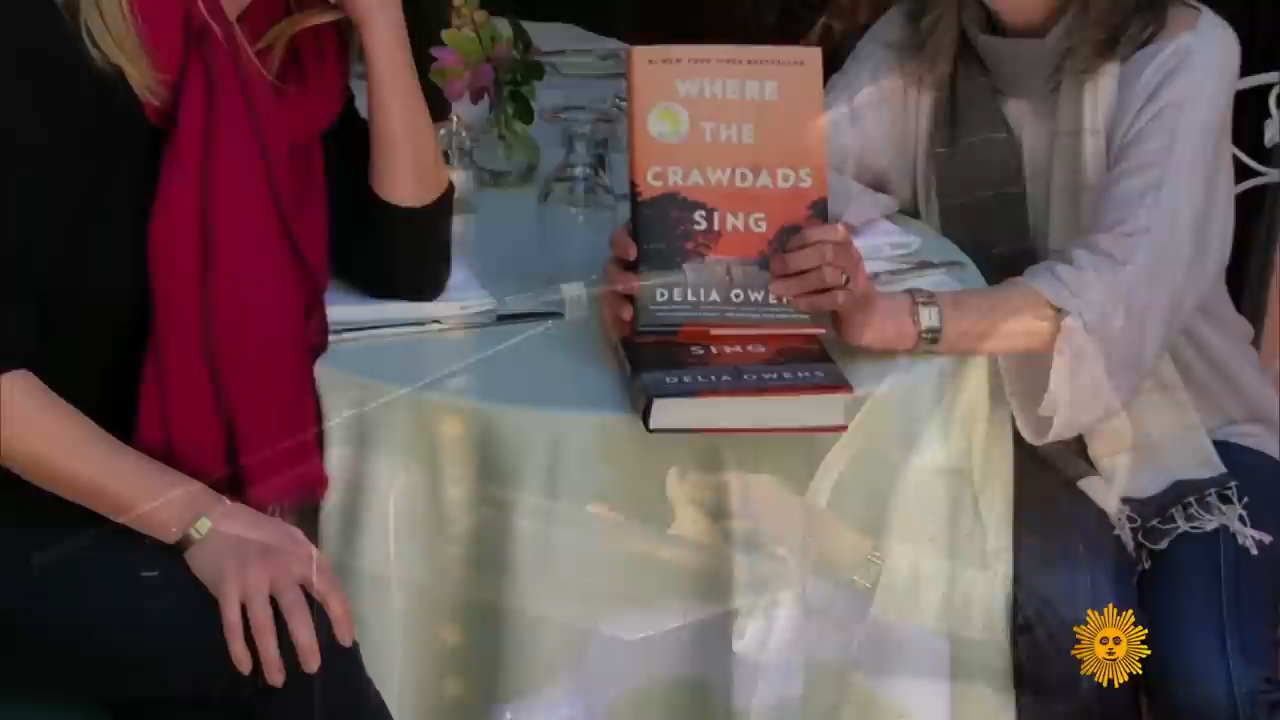 #1 NEW YORK TIMES BESTSELLER
WHERE
THE
CRAWDADS
SING
DELIA OWENS
SING
DELIA OWENS